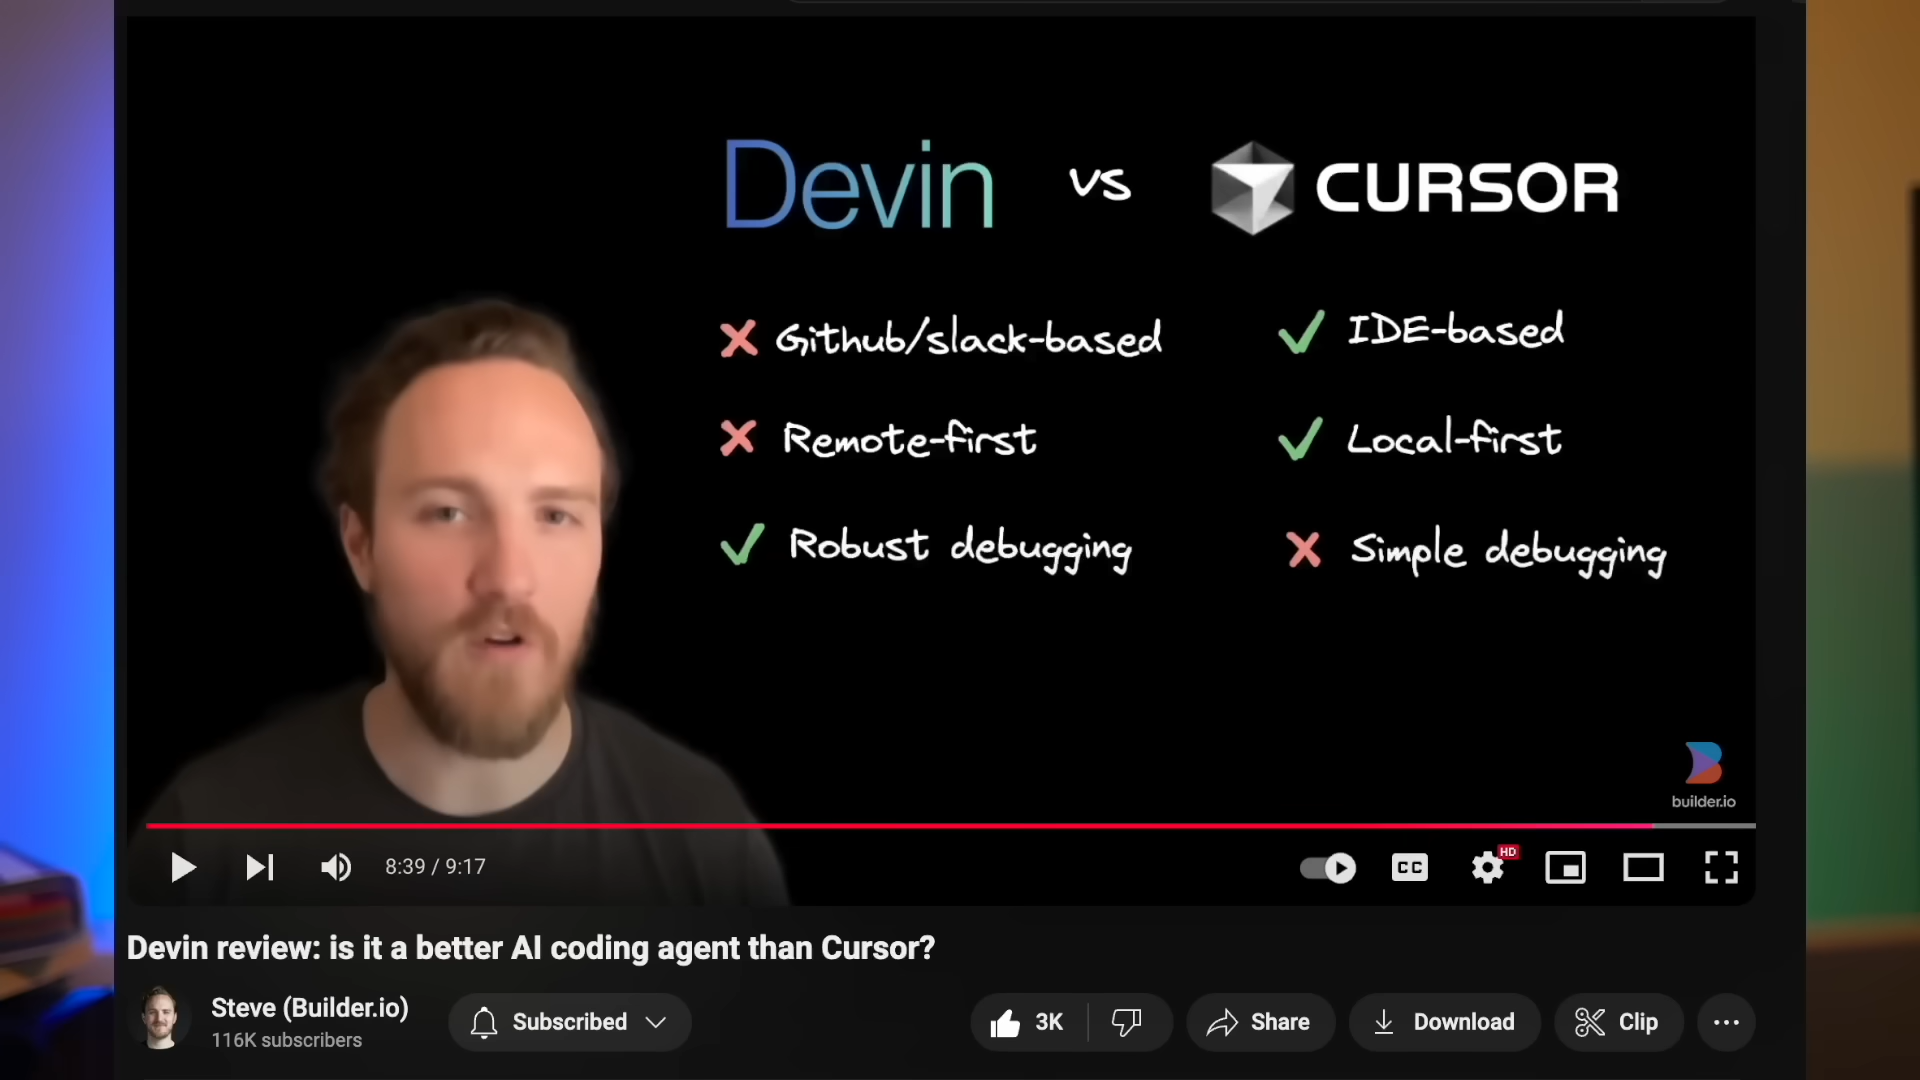 Devin vs CURSOR
Github/slack-based
IDE-based
Remote-first
Local-first
Robust debugging
Simple debugging
builder.io
8:39 / 9:17
CC
HD
Devin review: is it a better AI coding agent than Cursor?
Steve (Builder.io)
116K subscribers
Subscribed
3K
Share
Download
Clip